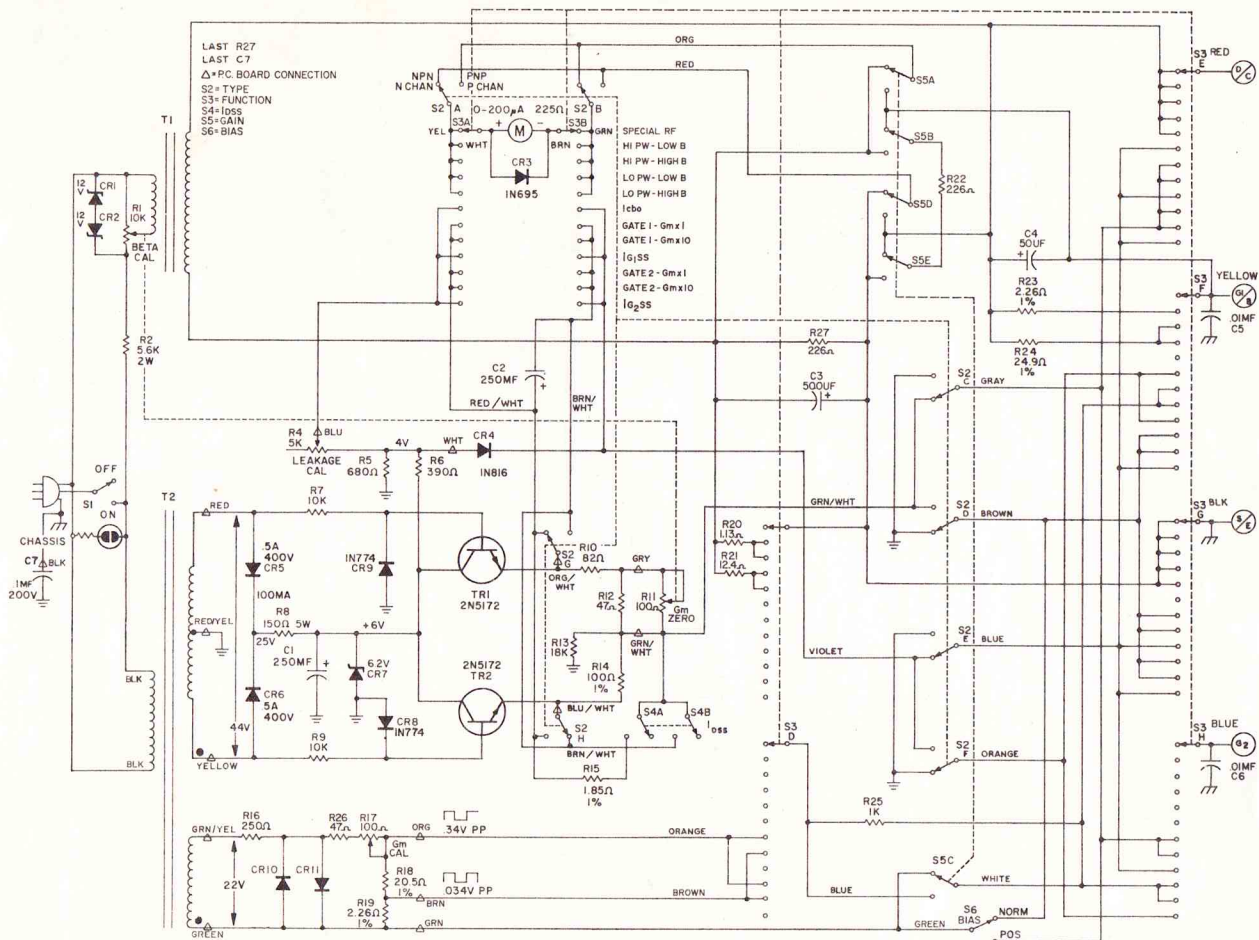 LAST R27
LAST C7
△ = P.C. BOARD CONNECTION
S2 = TYPE
S3 = FUNCTION
S4 = IDSS
S5 = GAIN
S6 = BIAS
T1
NPN
N CHAN
PNP
P CHAN
ORG
RED
S2 A
0-200μA 225Ω
S2 B
YEL
S3A
+ M -
S3B
GRN
WHT
BRN
CR3
1N695
SPECIAL RF
HI PW-LOW B
HI PW-HIGH B
LO PW-LOW B
LO PW-HIGH B
Icbo
GATE 1-Gmx1
GATE 1-Gmx10
IG1SS
GATE 2-Gmx1
GATE 2-Gmx10
IG2SS
S5A
S5B
R22
226Ω
S5D
S5E
C4
50UF
+
R23
2.26Ω
1%
R24
24.9Ω
1%
S3 RED
E
D/C
S3 YELLOW
F
G1/B
.01MF
C5
12
V
CR1
12
V
CR2
R1
10K
BETA
CAL
R2
5.6K
2W
C2
250MF
+
RED/WHT
BRN/
WHT
R27
226Ω
C3
500UF
+
S2
C
GRAY
R4
5K
BLU
LEAKAGE
CAL
4V
WHT
CR4
1N816
R5
680Ω
R6
390Ω
OFF
S1
ON
CHASSIS
C7
BLK
.1MF
200V
T2
RED
R7
10K
.5A
400V
CR5
100MA
1N774
CR9
TR1
2N5172
S2
G
ORG/
WHT
R10
82Ω
GRY
R12
47Ω
R11
100Ω
Gm
ZERO
GRN/WHT
R20
1.13Ω
R21
12.4Ω
S2
D
BROWN
S3 BLK
G
S/E
RED/YEL
R8
150Ω 5W
25V
+6V
C1
250MF
+
6.2V
CR7
R13
18K
GRN/
WHT
R14
100Ω
1%
VIOLET
S2
E
BLUE
2N5172
TR2
CR6
.5A
400V
CR8
1N774
44V
R9
10K
YELLOW
BLK
BLK
BLU/WHT
S2
H
BRN/WHT
S4A
S4B
IDSS
R15
1.85Ω
1%
S3
D
S2
F
ORANGE
S3 BLUE
H
G2
.01MF
C6
GRN/YEL
R16
250Ω
R26
47Ω
R17
100Ω
Gm
CAL
ORG
.34V PP
ORANGE
R25
1K
22V
CR10
CR11
R18
20.5Ω
1%
.034V PP
BRN
BROWN
R19
2.26Ω
1%
GRN
GREEN
BLUE
S5C
WHITE
GREEN
S6
BIAS
NORM
POS